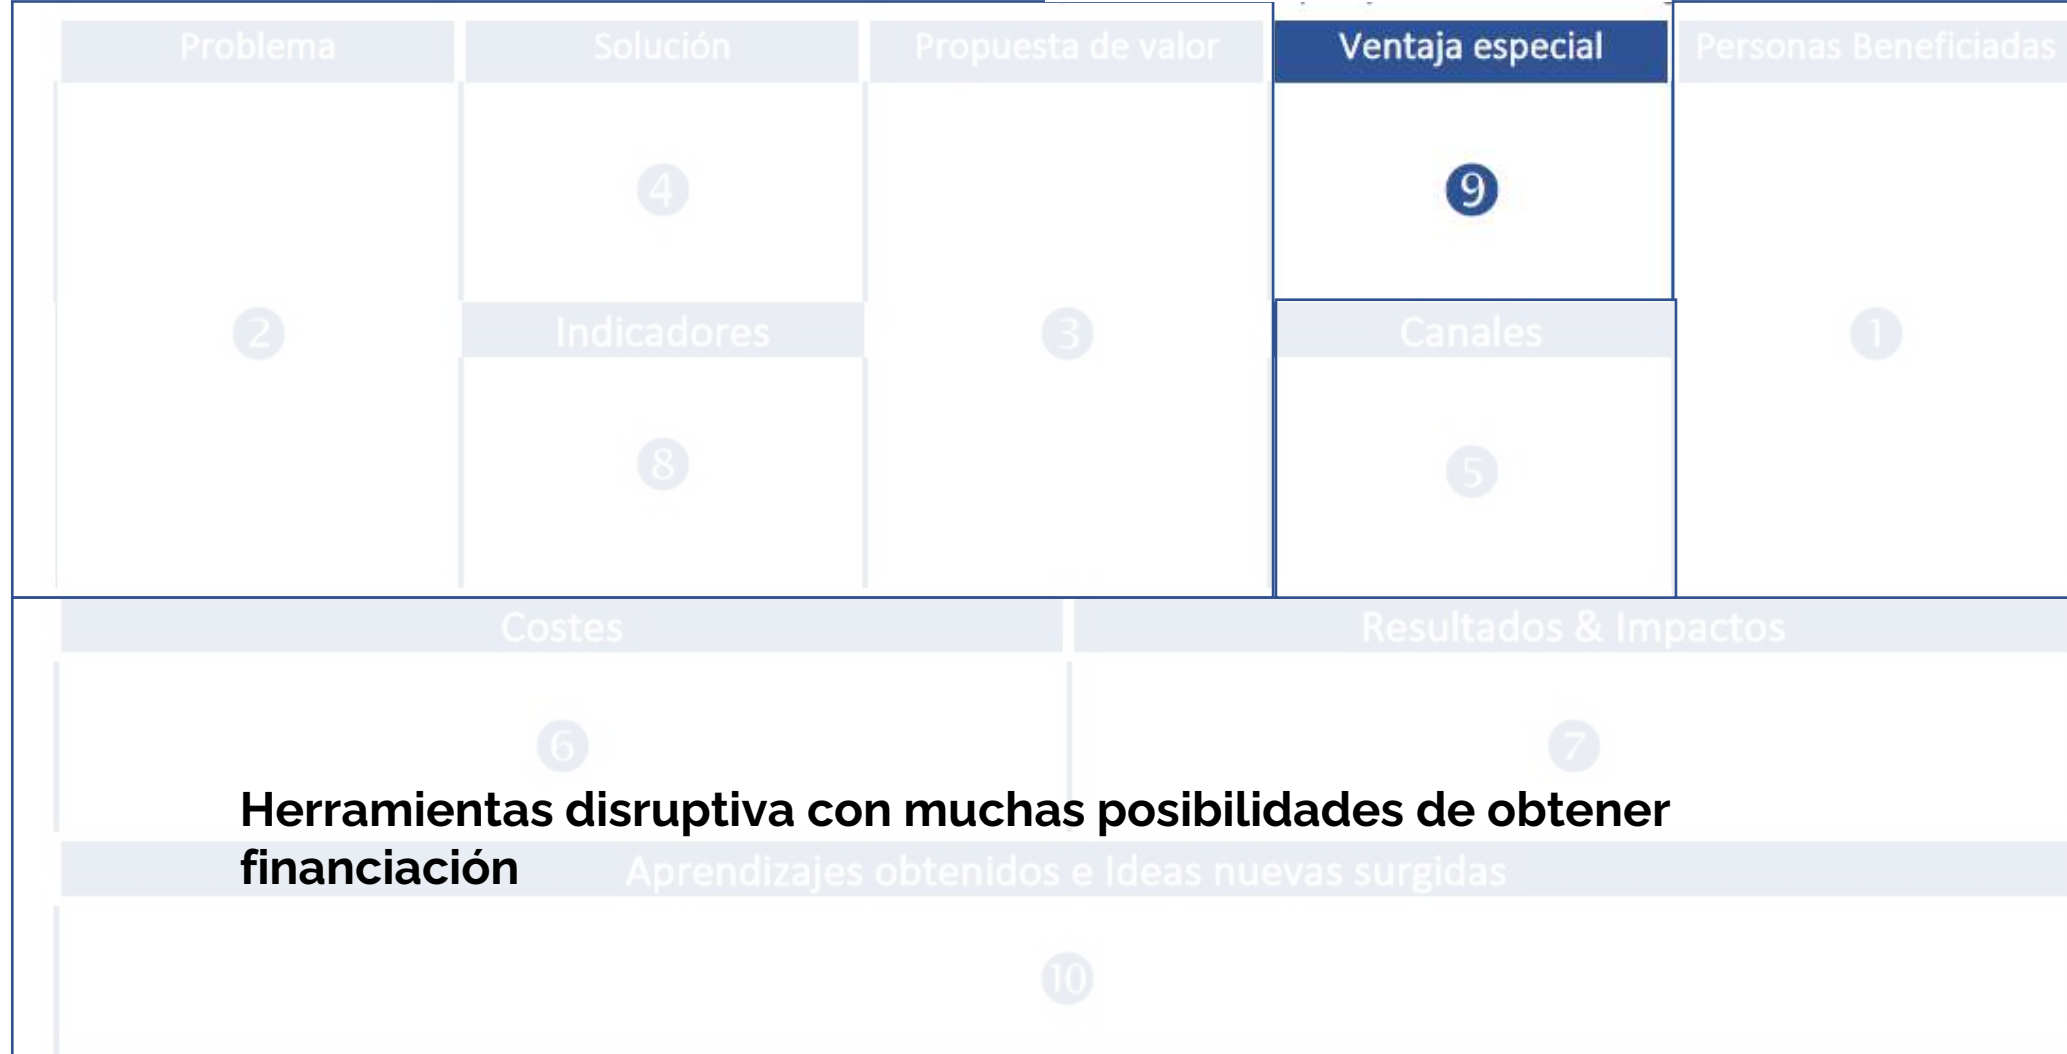 Problema
Solución
Propuesta de valor
Ventaja especial
Personas Beneficiadas
4
9
2
Indicadores
3
Canales
1
8
5
Costes
Resultados & Impactos
6
7
Herramientas disruptiva con muchas posibilidades de obtener
financiación
Aprendizajes obtenidos e Ideas nuevas surgidas
10